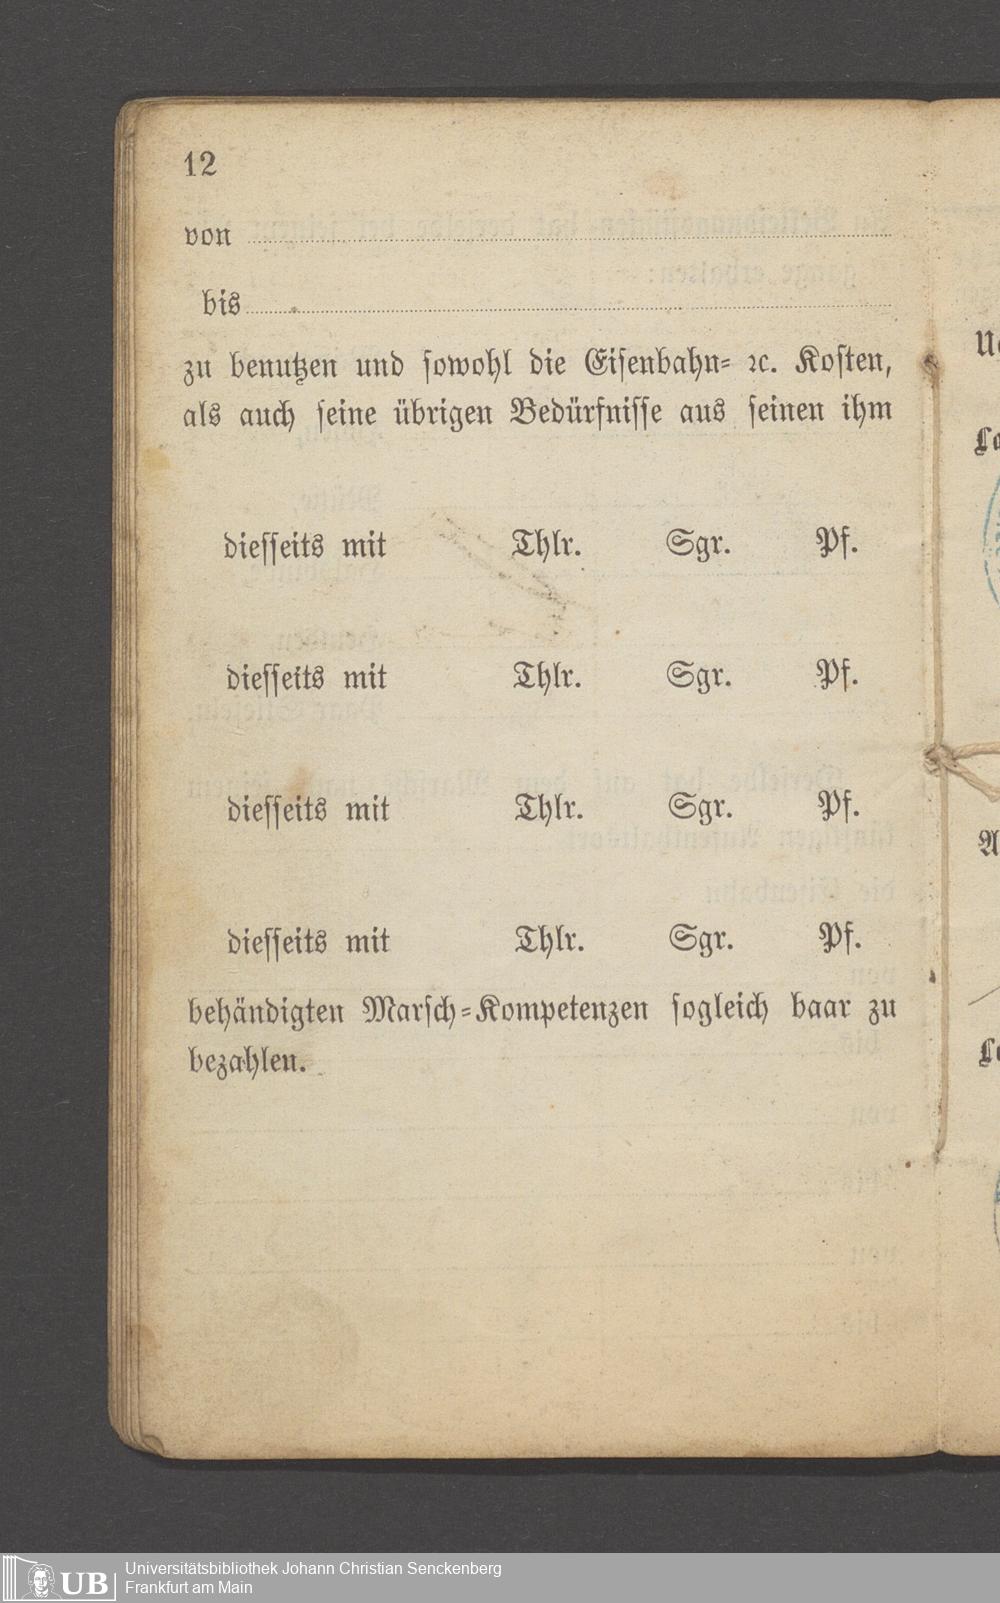 12
von
bis
zu benutzen und sowohl die Eisenbahn- ꝛc. Kosten,
als auch seine übrigen Bedürfnisse aus seinen ihm
diesseits mit Thlr. Sgr. Pf.
diesseits mit Thlr. Sgr. Pf.
diesseits mit Thlr. Sgr. Pf.
diesseits mit Thlr. Sgr. Pf.
behändigten Marsch-Kompetenzen sogleich baar zu
bezahlen.
UB
Universitätsbibliothek Johann Christian Senckenberg
Frankfurt am Main